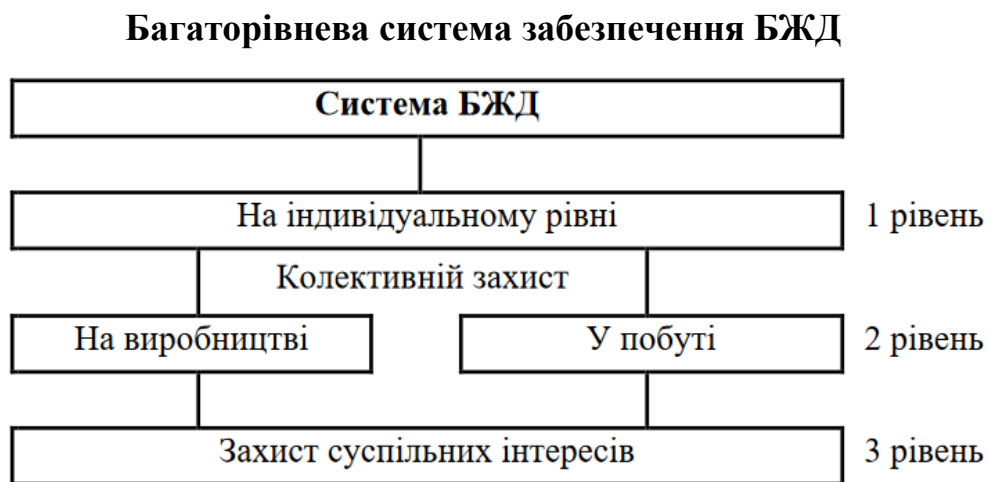 Багаторівнева система забезпечення БЖД
Система БЖД
На індивідуальному рівні
1 рівень
Колективній захист
На виробництві
У побуті
2 рівень
Захист суспільних інтересів
3 рівень